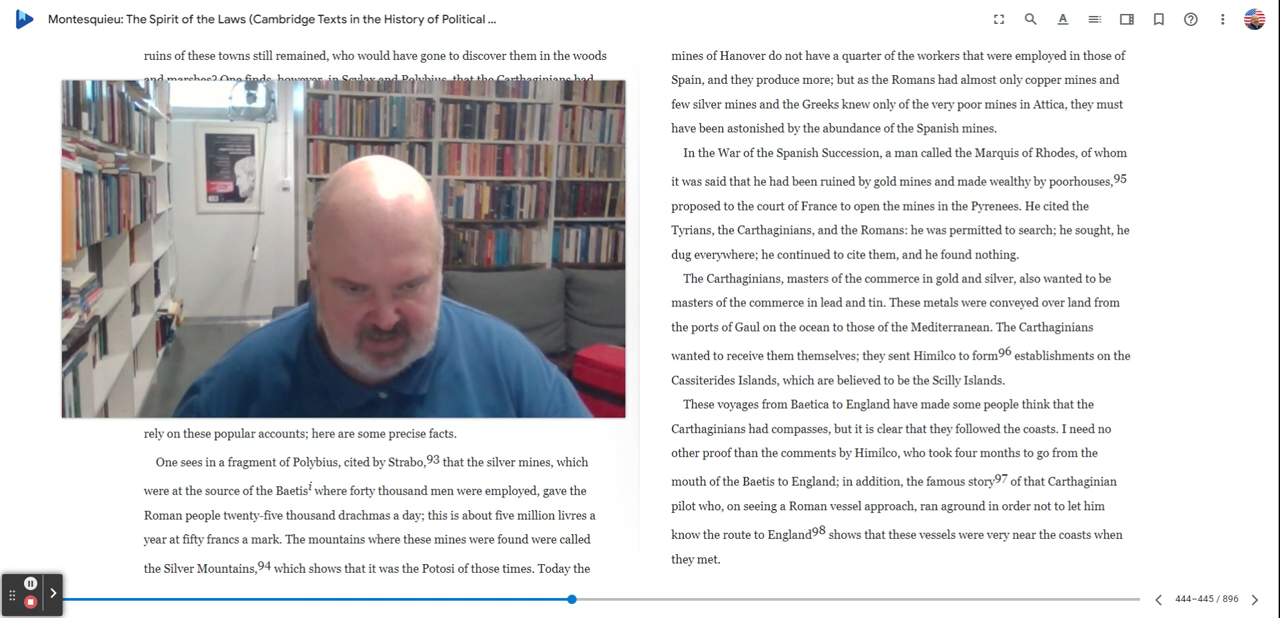 Montesquieu: The Spirit of the Laws (Cambridge Texts in the History of Political ...
ruins of these towns still remained, who would have gone to discover them in the woods
and marshes? One finds, however, in Scylax and Polybius, that the Carthaginians had
rely on these popular accounts; here are some precise facts.
One sees in a fragment of Polybius, cited by Strabo,93 that the silver mines, which
were at the source of the Baetisi where forty thousand men were employed, gave the
Roman people twenty-five thousand drachmas a day; this is about five million livres a
year at fifty francs a mark. The mountains where these mines were found were called
the Silver Mountains,94 which shows that it was the Potosi of those times. Today the
mines of Hanover do not have a quarter of the workers that were employed in those of
Spain, and they produce more; but as the Romans had almost only copper mines and
few silver mines and the Greeks knew only of the very poor mines in Attica, they must
have been astonished by the abundance of the Spanish mines.
In the War of the Spanish Succession, a man called the Marquis of Rhodes, of whom
it was said that he had been ruined by gold mines and made wealthy by poorhouses,95
proposed to the court of France to open the mines in the Pyrenees. He cited the
Tyrians, the Carthaginians, and the Romans: he was permitted to search; he sought, he
dug everywhere; he continued to cite them, and he found nothing.
The Carthaginians, masters of the commerce in gold and silver, also wanted to be
masters of the commerce in lead and tin. These metals were conveyed over land from
the ports of Gaul on the ocean to those of the Mediterranean. The Carthaginians
wanted to receive them themselves; they sent Himilco to form96 establishments on the
Cassiterides Islands, which are believed to be the Scilly Islands.
These voyages from Baetica to England have made some people think that the
Carthaginians had compasses, but it is clear that they followed the coasts. I need no
other proof than the comments by Himilco, who took four months to go from the
mouth of the Baetis to England; in addition, the famous story97 of that Carthaginian
pilot who, on seeing a Roman vessel approach, ran aground in order not to let him
know the route to England98 shows that these vessels were very near the coasts when
they met.
444-445 / 896